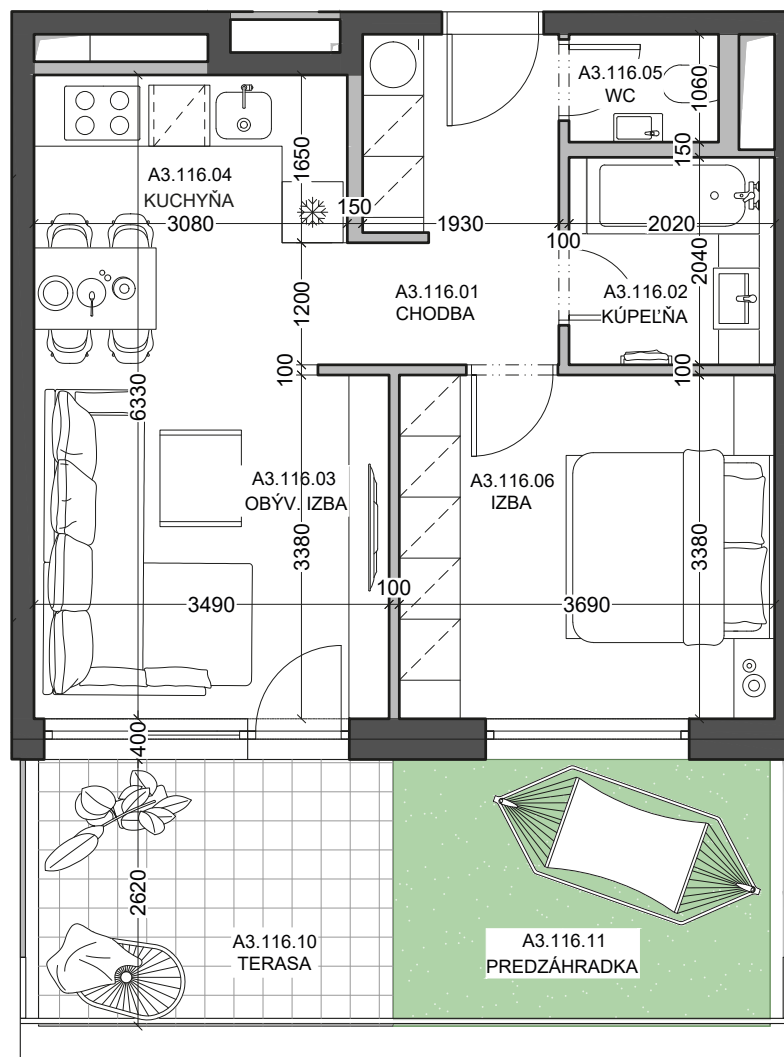 A3.116.05
WC
1060
150
A3.116.04
KUCHYŇA
3080
1650
150
1930
100
2020
2040
A3.116.01
CHODBA
A3.116.02
KÚPEĽŇA
1200
100
100
6330
A3.116.03
OBÝV. IZBA
A3.116.06
IZBA
3380
3380
3490
100
3690
400
2620
A3.116.10
TERASA
A3.116.11
PREDZÁHRADKA